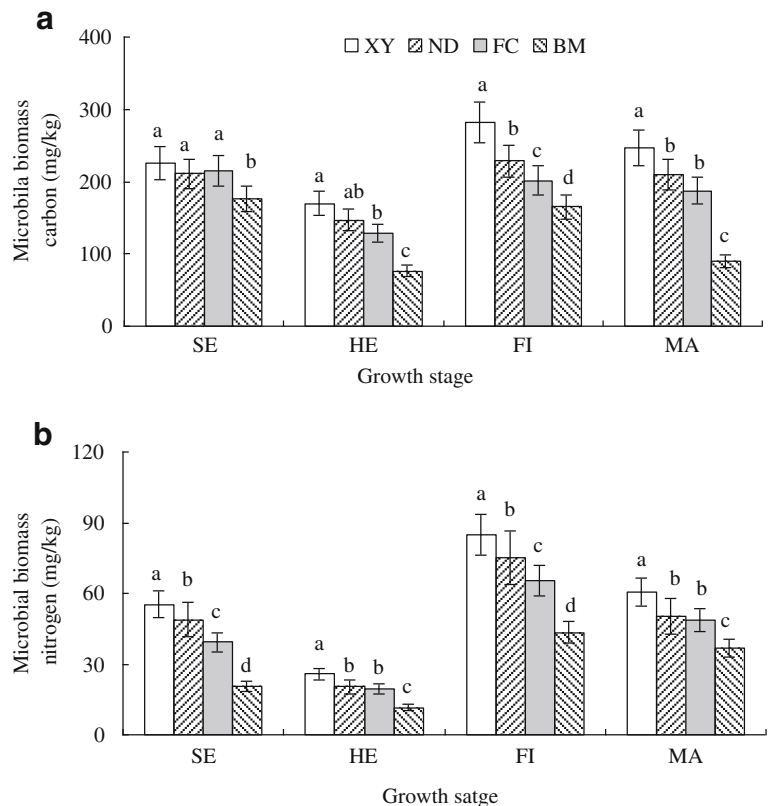 a
400
XY ND FC BM
a
a a a b
a ab b c
b c d
a b b c
300
200
100
0
Microbila biomass
carbon (mg/kg)
SE HE FI MA
Growth stage
b
120
90
60
30
0
Microbial biomass
nitrogen (mg/kg)
a b c d
a b b c
a b c d
a b b c
SE HE FI MA
Growth satge